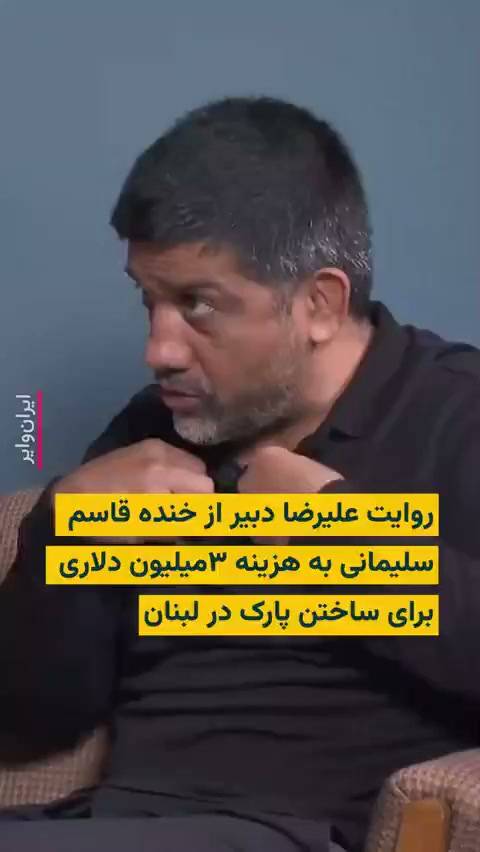 ایران‌وایر
روایت علیرضا دبیر از خنده قاسم
سلیمانی به هزینه ۳میلیون دلاری
برای ساختن پارک در لبنان